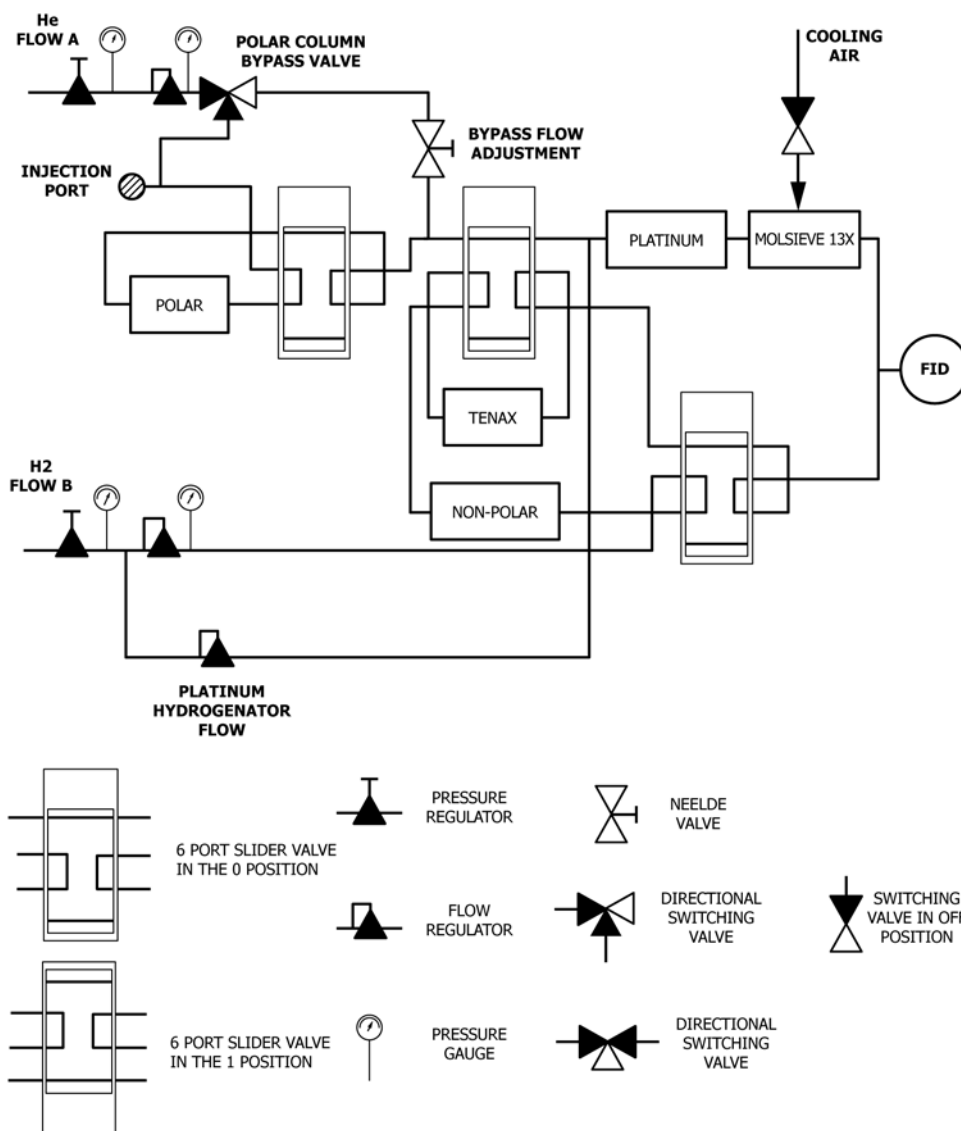 He
FLOW A
POLAR COLUMN
BYPASS VALVE
COOLING
AIR
BYPASS FLOW
ADJUSTMENT
INJECTION
PORT
PLATINUM
MOLSIEVE 13X
POLAR
FID
TENAX
H2
FLOW B
NON-POLAR
PLATINUM
HYDROGENATOR
FLOW
6 PORT SLIDER VALVE
IN THE 0 POSITION
PRESSURE
REGULATOR
NEELDE
VALVE
FLOW
REGULATOR
DIRECTIONAL
SWITCHING
VALVE
SWITCHING
VALVE IN OFF
POSITION
6 PORT SLIDER VALVE
IN THE 1 POSITION
PRESSURE
GAUGE
DIRECTIONAL
SWITCHING
VALVE